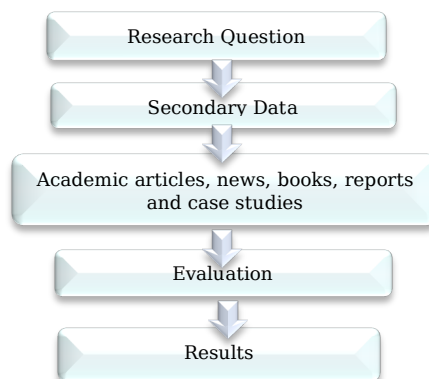 Research Question
Secondary Data
Academic articles, news, books, reports
and case studies
Evaluation
Results